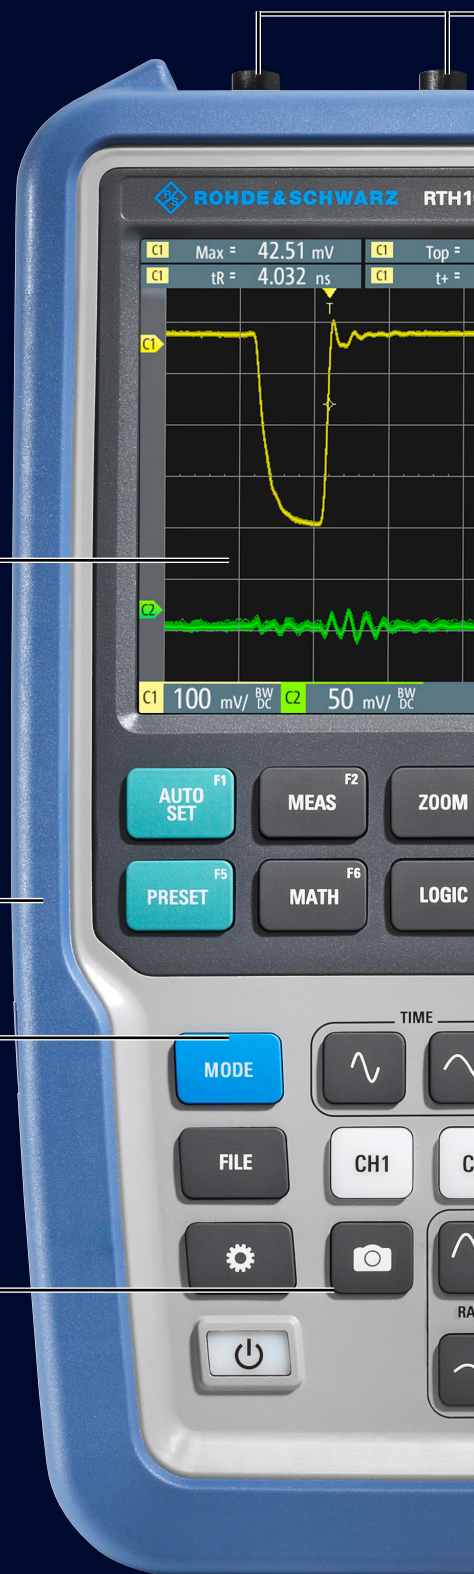 ROHDE & SCHWARZ RTH1
C1 Max = 42.51 mV C1 Top =
C1 tR = 4.032 ns C1 t+ =
T
C1
C2
C1 100 mV/ BW DC C2 50 mV/ BW DC
F1 F2
AUTO SET MEAS ZOOM
F5 F6
PRESET MATH LOGIC
TIME
MODE
FILE CH1 C
RA